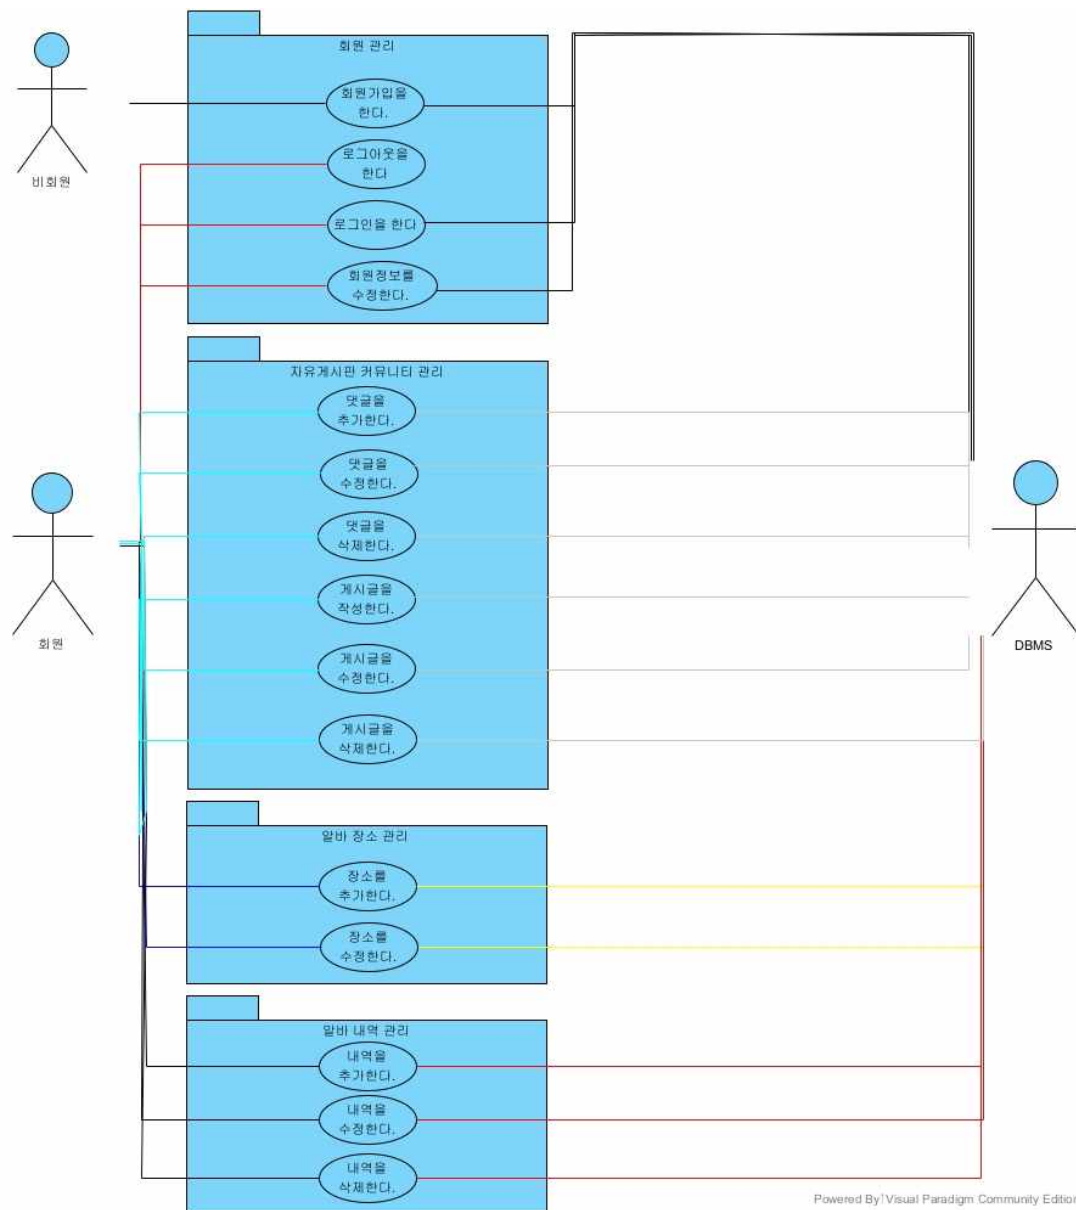 회원 관리
회원가입을
한다.
비회원
로그아웃을
한다
로그인을 한다
회원정보를
수정한다.
자유게시판 커뮤니티 관리
댓글을
추가한다.
댓글을
수정한다.
댓글을
삭제한다.
게시글을
작성한다.
회원
DBMS
게시글을
수정한다.
게시글을
삭제한다.
알바 장소 관리
장소를
추가한다.
장소를
수정한다.
알바 내역 관리
내역을
추가한다.
내역을
수정한다.
내역을
삭제한다.
Powered By Visual Paradigm Community Edition